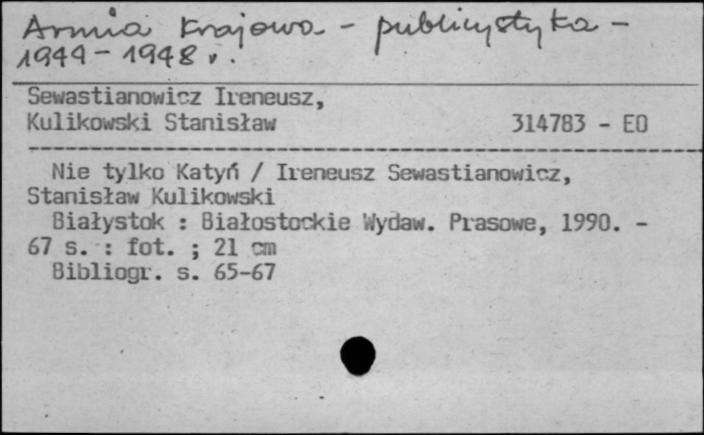 Armia Krajowa - publicystyka -
1944 - 1948 r.
Sewastianowicz Ireneusz,
Kulikowski Stanisław 314783 - EO
Nie tylko Katyń / Ireneusz Sewastianowicz,
Stanisław Kulikowski
Białystok : Białostockie Wydaw. Prasowe, 1990. -
67 s. : fot. ; 21 cm
Bibliogr. s. 65-67